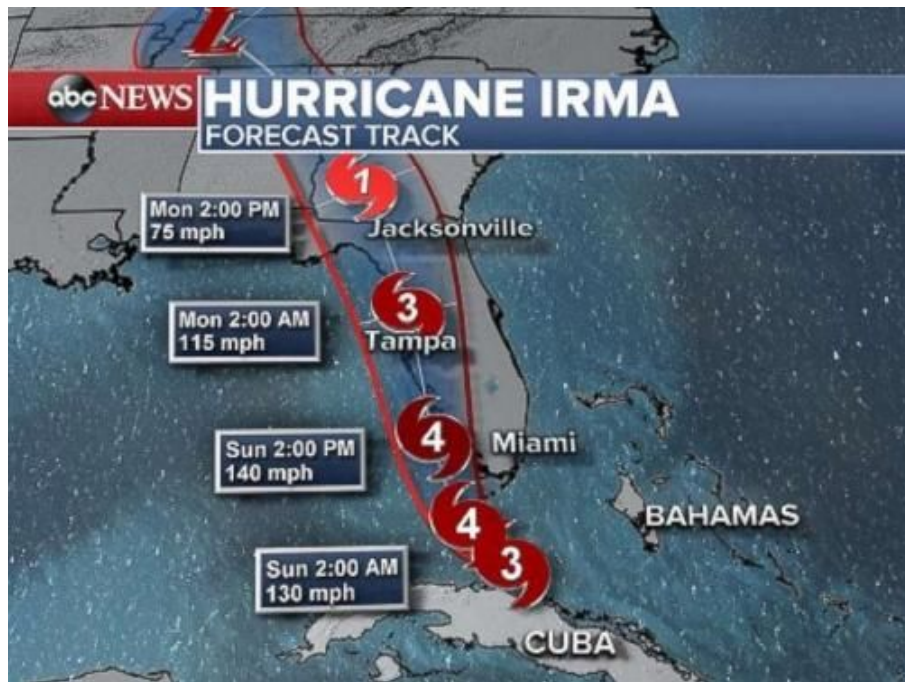 L
abc NEWS
HURRICANE IRMA
FORECAST TRACK
1
Mon 2:00 PM
75 mph
Jacksonville
3
Mon 2:00 AM
115 mph
Tampa
4
Sun 2:00 PM
140 mph
Miami
4
BAHAMAS
3
Sun 2:00 AM
130 mph
CUBA